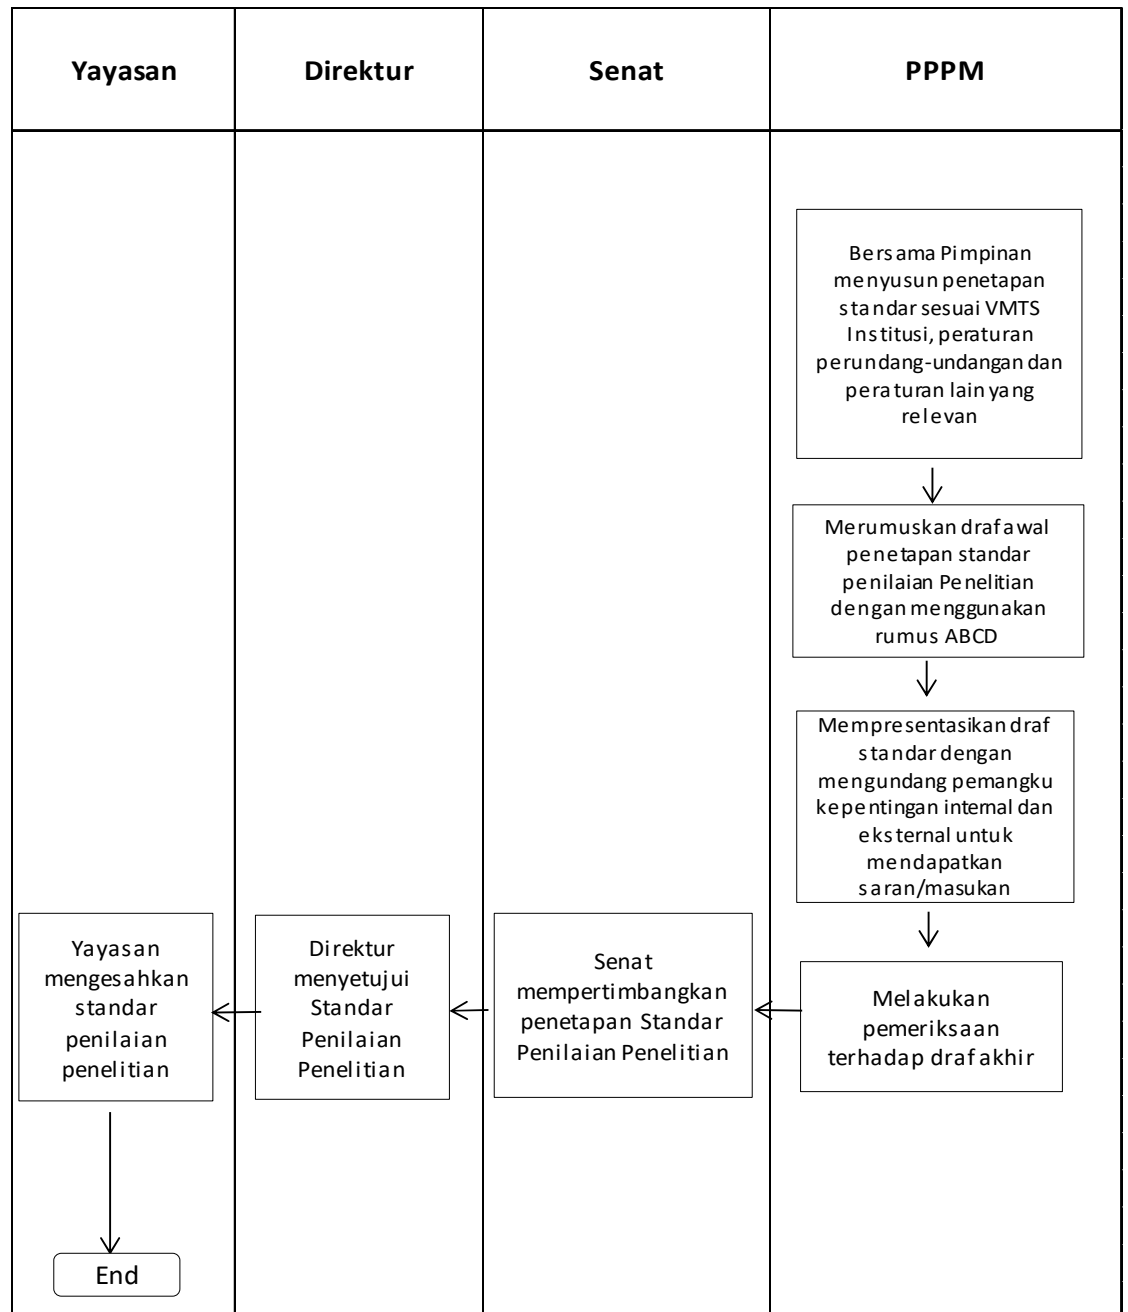 Yayasan
Direktur
Senat
PPPM
Bersama Pimpinan
menyusun penetapan
standar sesuai VMTS
Institusi, peraturan
perundang-undangan dan
peraturan lain yang
relevan
Merumuskan draf awal
penetapan standar
penilaian Penelitian
dengan menggunakan
rumus ABCD
Mempresentasikan draf
standar dengan
mengundang pemangku
kepentingan internal dan
eksternal untuk
mendapatkan
saran/masukan
Melakukan
pemeriksaan
terhadap draf akhir
Senat
mempertimbangkan
penetapan Standar
Penilaian Penelitian
Direktur
menyetujui
Standar
Penilaian
Penelitian
Yayasan
mengesahkan
standar
penilaian
penelitian
End